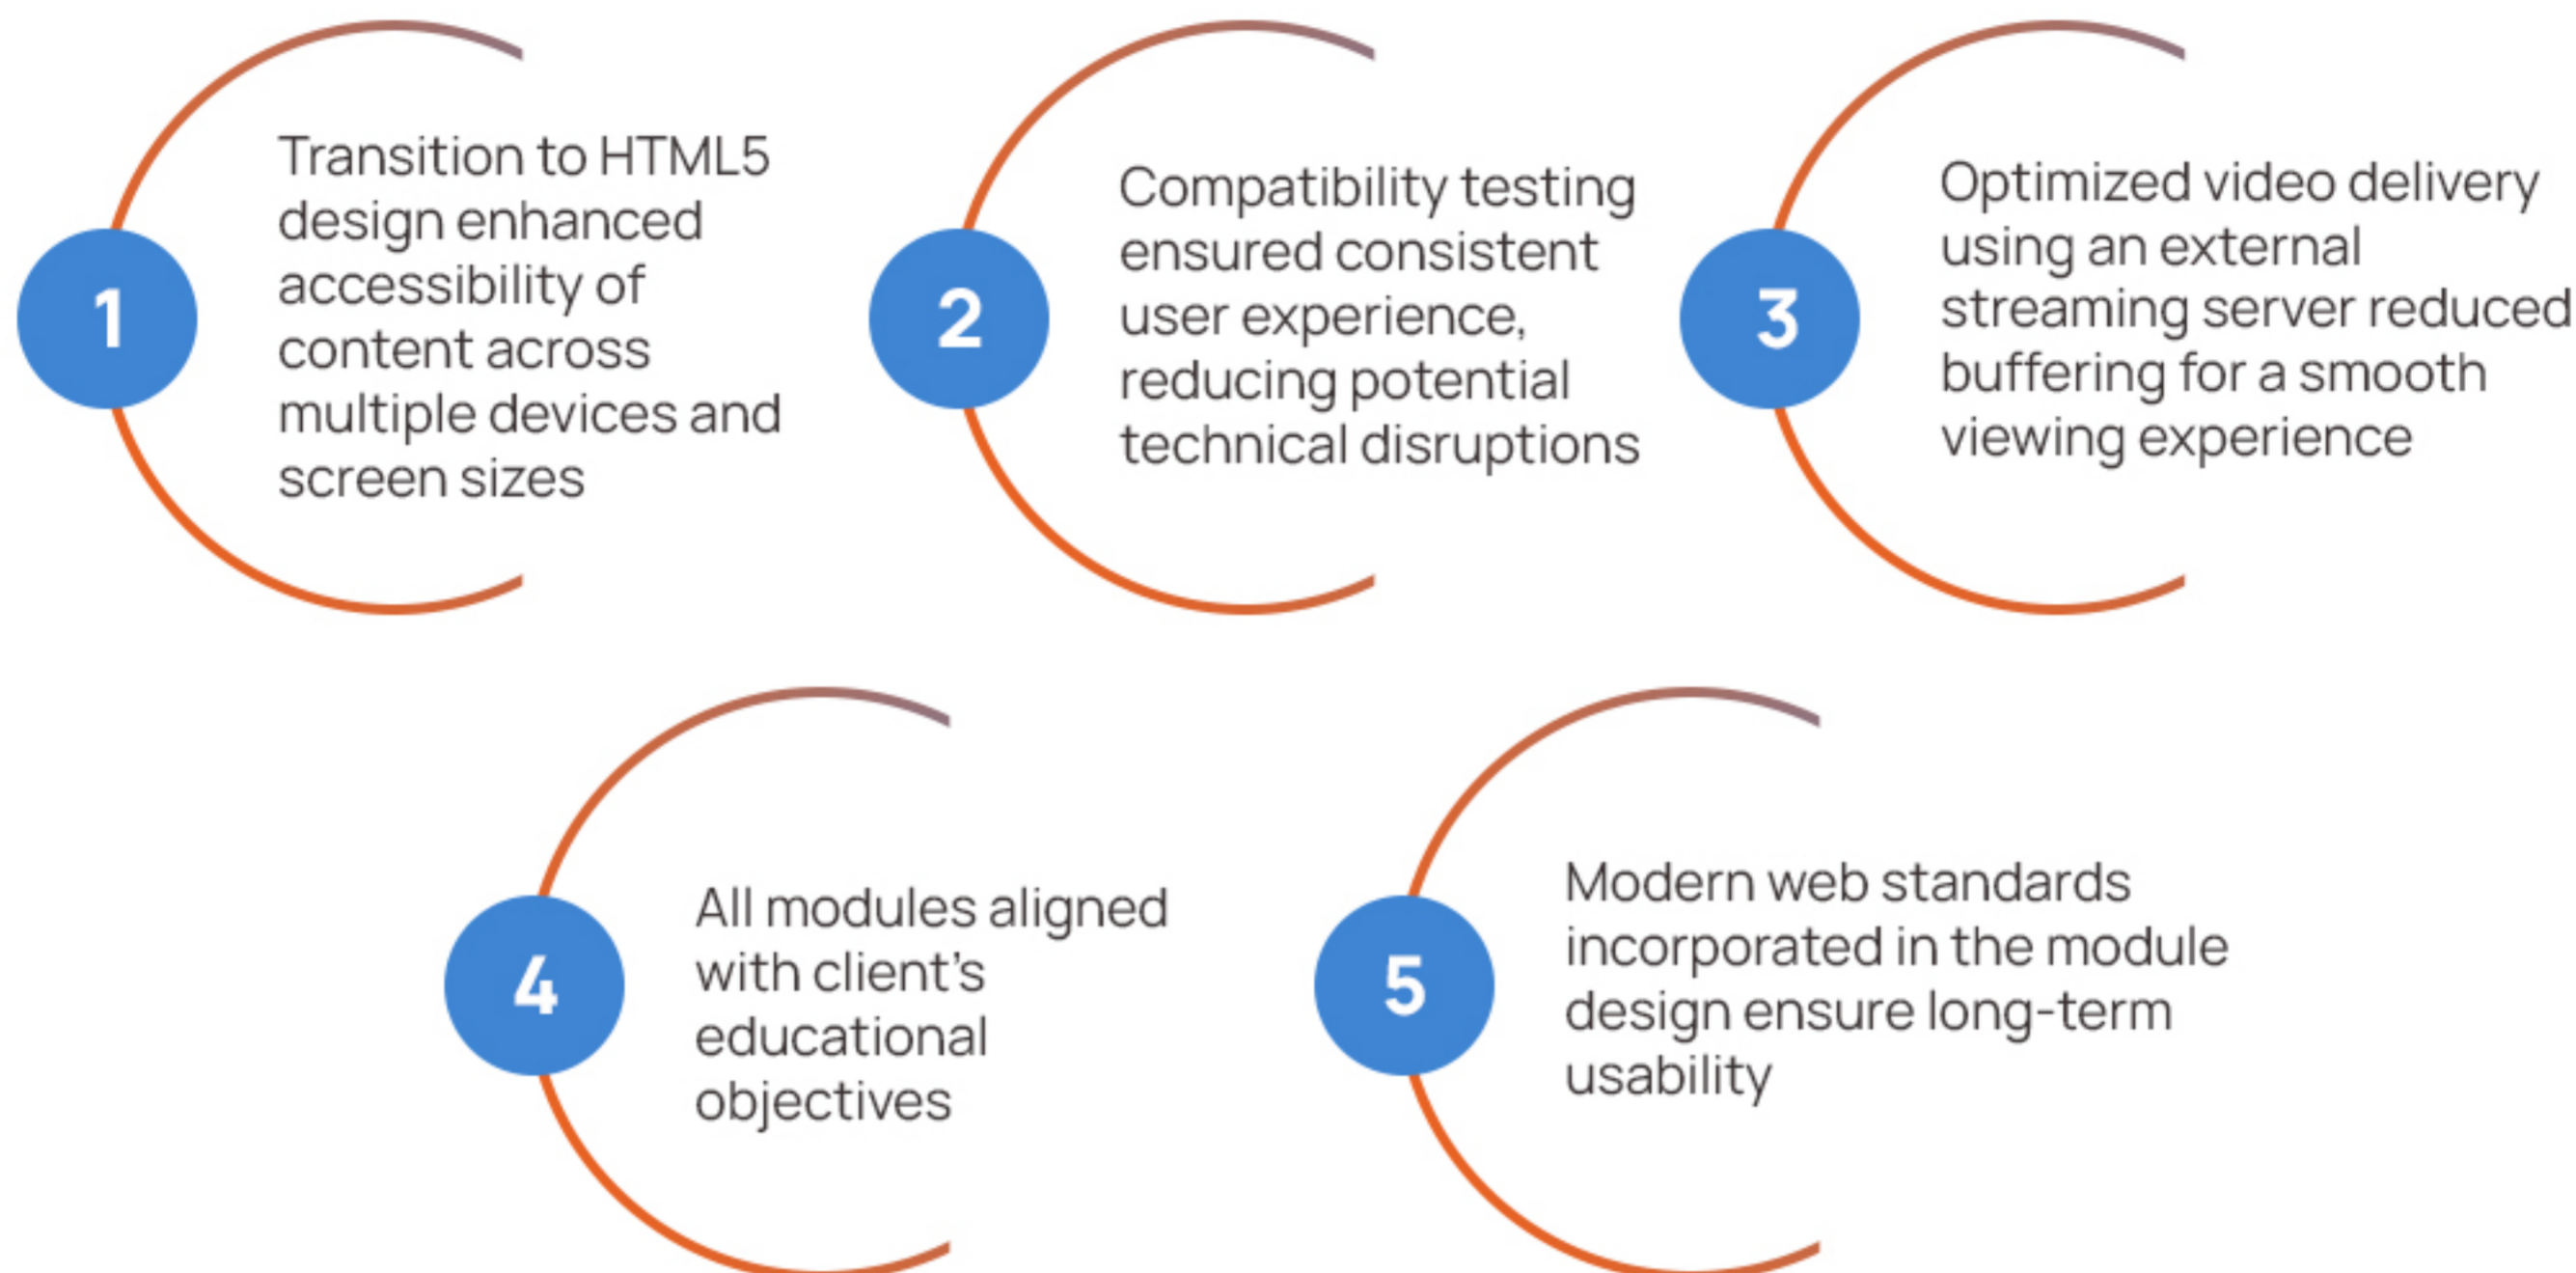 1
Transition to HTML5
design enhanced
accessibility of
content across
multiple devices and
screen sizes
2
Compatibility testing
ensured consistent
user experience,
reducing potential
technical disruptions
3
Optimized video delivery
using an external
streaming server reduced
buffering for a smooth
viewing experience
4
All modules aligned
with client’s
educational
objectives
5
Modern web standards
incorporated in the module
design ensure long-term
usability